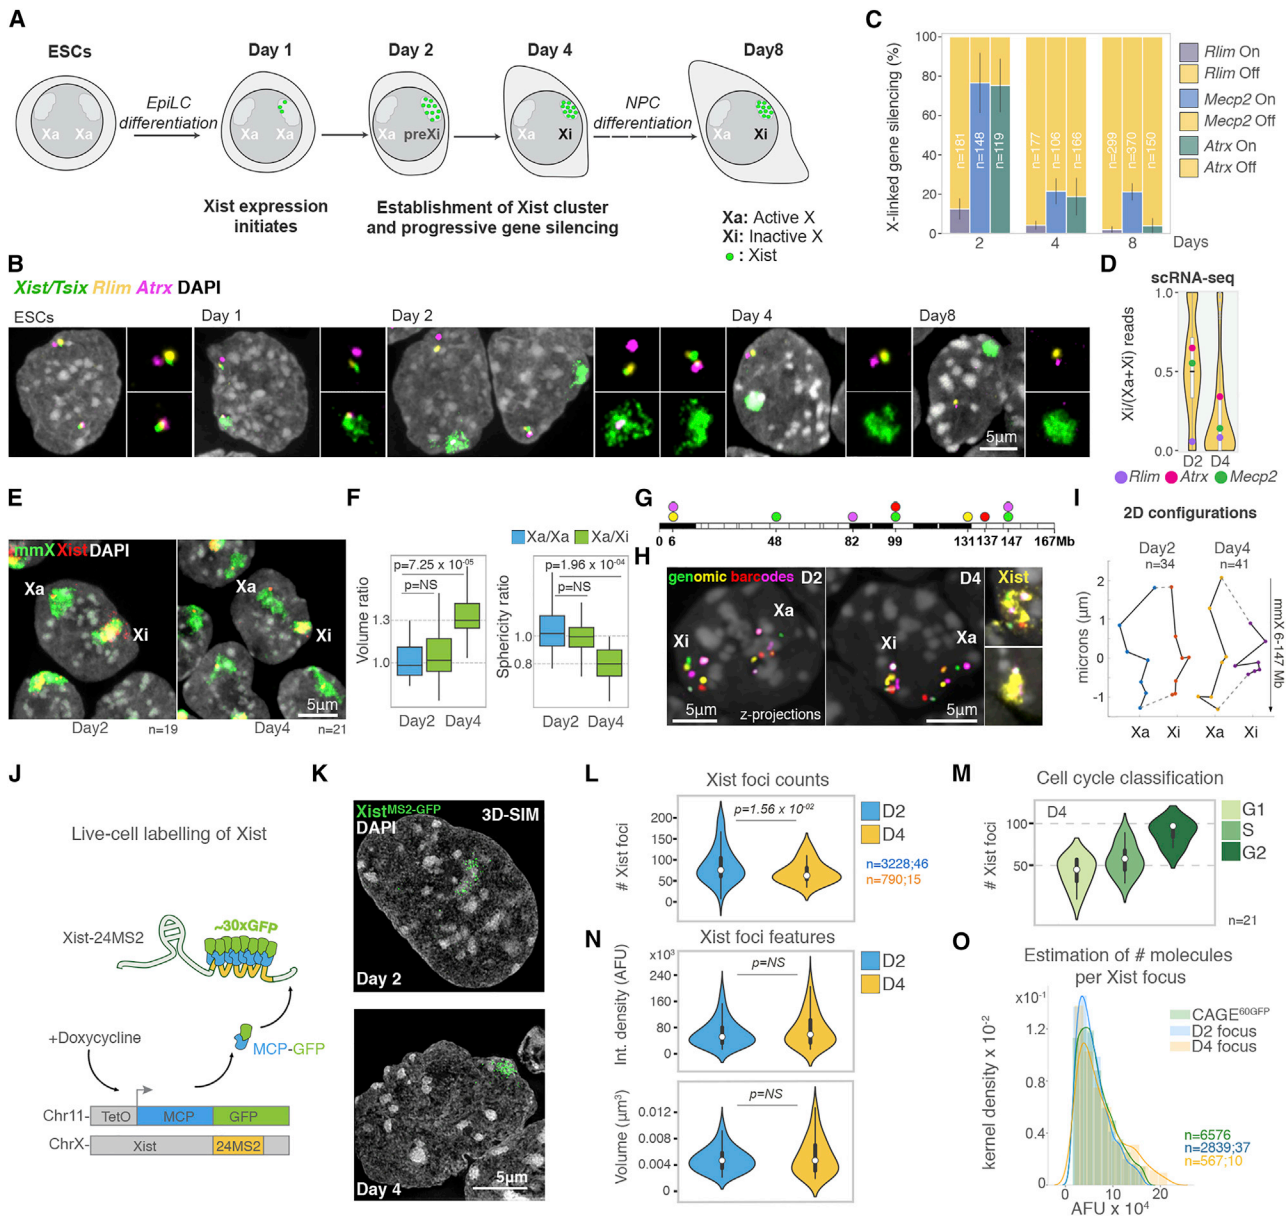 A
ESCs
Day 1
Day 2
Day 4
Day8
EpiLC
differentiation
NPC
differentiation
Xa Xa
Xa Xa
Xa preXi
Xa Xi
Xa Xi
Xist expression
initiates
Establishment of Xist cluster
and progressive gene silencing
Xa: Active X
Xi: Inactive X
: Xist
B
Xist/Tsix Rlim Atrx DAPI
ESCs
Day 1
Day 2
Day 4
Day8
5µm
C
X-linked gene silencing (%)
100
80
60
40
20
0
n=181
n=148
n=119
n=177
n=106
n=166
n=299
n=370
n=150
2
4
8
Days
Rlim On
Rlim Off
Mecp2 On
Mecp2 Off
Atrx On
Atrx Off
D
scRNA-seq
Xi/(Xa+Xi) reads
1.0
0.5
0.0
D2 D4
Rlim Atrx Mecp2
E
mmX Xist DAPI
Xa
Xi
Xa
Xi
5µm
Day2
n=19
Day4
n=21
F
Xa/Xa Xa/Xi
p=7.25 x 10-05
p=NS
Volume ratio
1.3
1.0
Day2 Day4
p=1.96 x 10-04
p=NS
Sphericity ratio
1.0
0.8
Day2 Day4
G
0 6 48 82 99 131 137 147 167Mb
H
genomic barcodes D2
Xi
Xa
5µm
z-projections
D4
Xi
Xa
5µm
Xist
I
2D configurations
Day2
n=34
Day4
n=41
microns (µm)
2
1
0
-1
Xa Xi Xa Xi
mmX 6-147 Mb
J
Live-cell labelling of Xist
Xist-24MS2
~30xGFP
MCP-GFP
+Doxycycline
Chr11- TetO MCP GFP
ChrX- Xist 24MS2
K
XistMS2-GFP
DAPI
3D-SIM
Day 2
Day 4
5µm
L
Xist foci counts
# Xist foci
200
150
100
50
0
p=1.56 x 10-02
D2
D4
n=3228;46
n=790;15
M
Cell cycle classification
D4
# Xist foci
100
50
G1
S
G2
n=21
N
Xist foci features
x10³
Int. density (AFU)
240
160
80
0
p=NS
D2
D4
Volume (µm³)
0.012
0.008
0.004
0
p=NS
O
Estimation of # molecules
per Xist focus
x10-1
kernel density x 10-2
1.2
0.8
0.4
0
CAGE60GFP
D2 focus
D4 focus
n=6576
n=2839;37
n=567;10
0 10 20
AFU x 10⁴